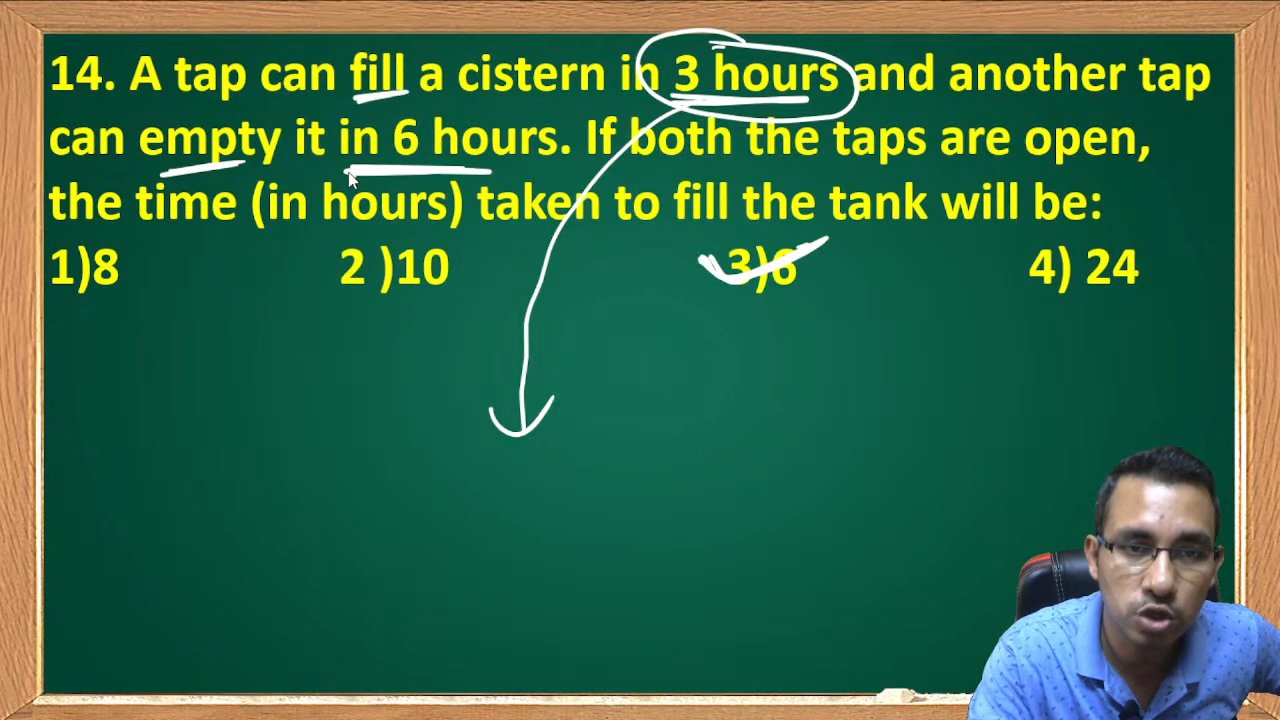 14. A tap can fill a cistern in 3 hours and another tap
can empty it in 6 hours. If both the taps are open,
the time (in hours) taken to fill the tank will be:
1)8 2 )10 3)6 4) 24